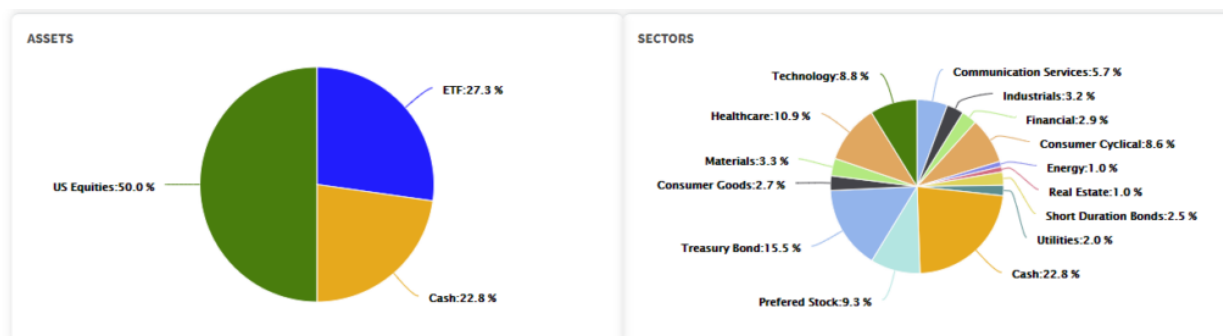 ASSETS
ETF:27.3 %
US Equities:50.0 %
Cash:22.8 %
SECTORS
Technology:8.8 %
Communication Services:5.7 %
Industrials:3.2 %
Healthcare:10.9 %
Financial:2.9 %
Consumer Cyclical:8.6 %
Materials:3.3 %
Energy:1.0 %
Consumer Goods:2.7 %
Real Estate:1.0 %
Short Duration Bonds:2.5 %
Utilities:2.0 %
Treasury Bond:15.5 %
Cash:22.8 %
Prefered Stock:9.3 %